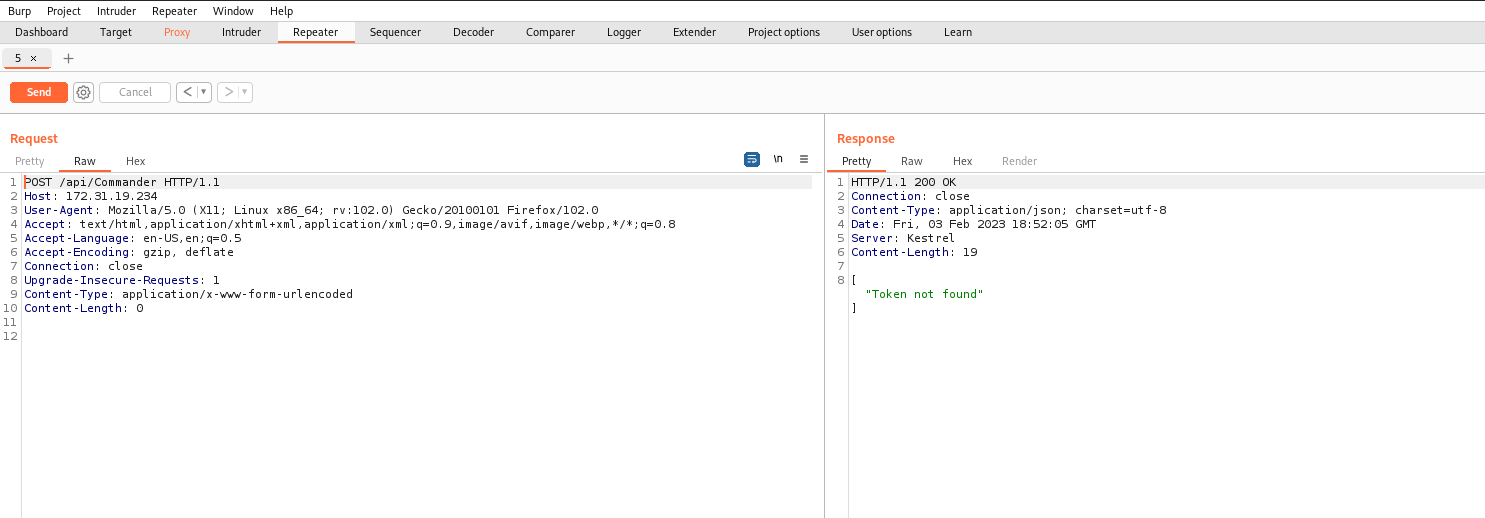 Burp Project Intruder Repeater Window Help
Dashboard Target Proxy Intruder Repeater Sequencer Decoder Comparer Logger Extender Project options User options Learn
5 × +
Send Cancel < ▾ > ▾
Request
Pretty Raw Hex \n ≡
1 POST /api/Commander HTTP/1.1
2 Host: 172.31.19.234
3 User-Agent: Mozilla/5.0 (X11; Linux x86_64; rv:102.0) Gecko/20100101 Firefox/102.0
4 Accept: text/html,application/xhtml+xml,application/xml;q=0.9,image/avif,image/webp,*/*;q=0.8
5 Accept-Language: en-US,en;q=0.5
6 Accept-Encoding: gzip, deflate
7 Connection: close
8 Upgrade-Insecure-Requests: 1
9 Content-Type: application/x-www-form-urlencoded
10 Content-Length: 0
11
12
Response
Pretty Raw Hex Render
1 HTTP/1.1 200 OK
2 Connection: close
3 Content-Type: application/json; charset=utf-8
4 Date: Fri, 03 Feb 2023 18:52:05 GMT
5 Server: Kestrel
6 Content-Length: 19
7
8 [
"Token not found"
]